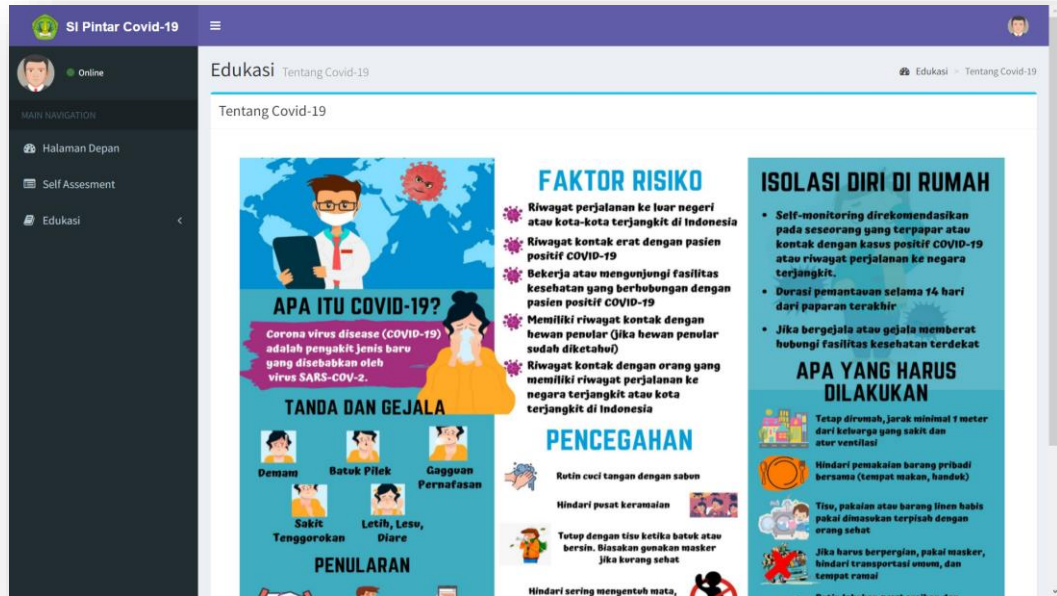 SI Pintar Covid-19
Online
MAIN NAVIGATION
Halaman Depan
Self Assesment
Edukasi
Edukasi Tentang Covid-19
Edukasi > Tentang Covid-19
Tentang Covid-19
APA ITU COVID-19?
Corona virus disease (COVID-19)
adalah penyakit jenis baru
yang disebabkan oleh
virus SARS-COV-2.
TANDA DAN GEJALA
Demam
Batuk Pilek
Gagguan
Pernafasan
Sakit
Tenggorokan
Letih, Lesu,
Diare
PENULARAN
FAKTOR RISIKO
Riwayat perjalanan ke luar negeri
atau kota-kota terjangkit di Indonesia
Riwayat kontak erat dengan pasien
positif COVID-19
Bekerja atau mengunjungi fasilitas
kesehatan yang berhubungan dengan
pasien positif COVID-19
Memiliki riwayat kontak dengan
hewan penular (jika hewan penular
sudah diketahui)
Riwayat kontak dengan orang yang
memiliki riwayat perjalanan ke
negara terjangkit atau kota
terjangkit di Indonesia
PENCEGAHAN
Rutin cuci tangan dengan sabun
Hindari pusat keramaian
Tutup dengan tisu ketika batuk atau
bersin. Biasakan gunakan masker
jika kurang sehat
Hindari sering menyentuh mata,
ISOLASI DIRI DI RUMAH
• Self-monitoring direkomendasikan
pada seseorang yang terpapar atau
kontak dengan kasus positif COVID-19
atau riwayat perjalanan ke negara
terjangkit.
• Durasi pemantauan selama 14 hari
dari paparan terakhir
• Jika bergejala atau gejala memberat
hubungi fasilitas kesehatan terdekat
APA YANG HARUS
DILAKUKAN
Tetap dirumah, jarak minimal 1 meter
dari keluarga yang sakit dan
atur ventilasi
Hindari pemakaian barang pribadi
bersama (tempat makan, handuk)
Tisu, pakaian atau barang linen habis
pakai dimasukan terpisah dengan
orang sehat
Jika harus berpergian, pakai masker,
hindari transportasi umum, dan
tempat ramai